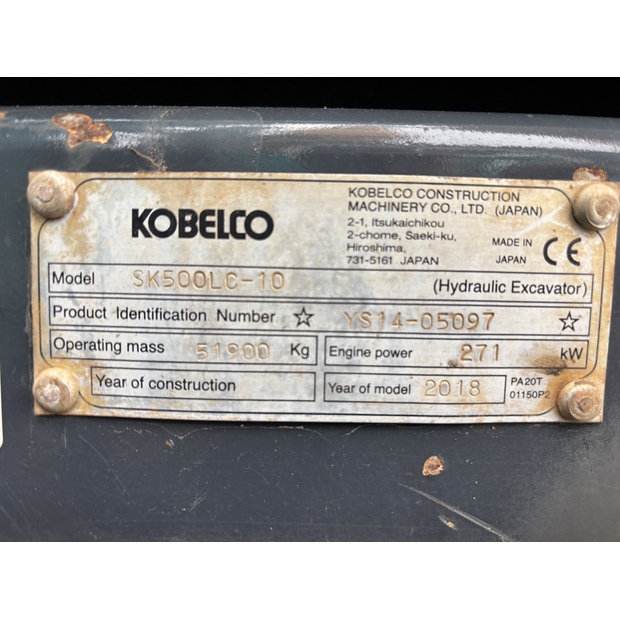 KOBELCO
KOBELCO CONSTRUCTION
MACHINERY CO., LTD. (JAPAN)
2-1, Itsukaichikou
2-chome, Saeki-ku,
Hiroshima,
731-5161 JAPAN
MADE IN
JAPAN
CE
Model SK500LC-10 (Hydraulic Excavator)
Product Identification Number ☆ YS14-05097 ☆
Operating mass 51900 Kg
Engine power 271 kW
Year of construction
Year of model 2018
PA20T
01150P2